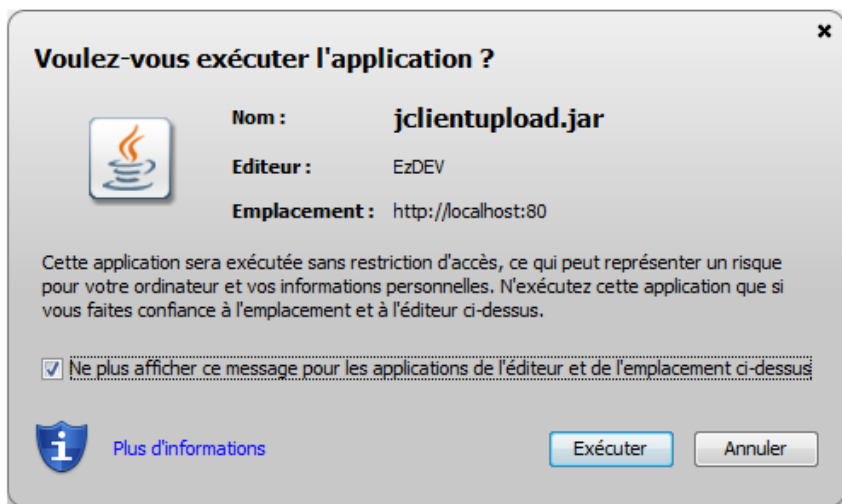 Voulez-vous exécuter l'application ?
Nom : jclientupload.jar
Editeur : EzDEV
Emplacement : http://localhost:80
Cette application sera exécutée sans restriction d'accès, ce qui peut représenter un risque
pour votre ordinateur et vos informations personnelles. N'exécutez cette application que si
vous faites confiance à l'emplacement et à l'éditeur ci-dessus.
Ne plus afficher ce message pour les applications de l'éditeur et de l'emplacement ci-dessus
Plus d'informations Exécuter Annuler